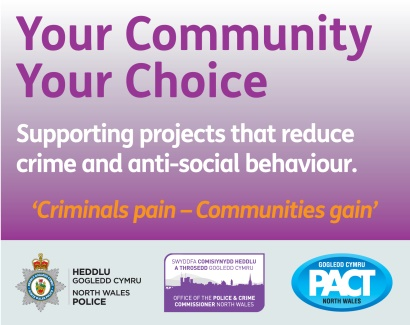 Your Community
Your Choice
Supporting projects that reduce
crime and anti-social behaviour.
‘Criminals pain – Communities gain’
HEDDLU
GOGLEDD CYMRU
NORTH WALES
POLICE
SWYDDFA COMISIYNYDD HEDDLU
A THROSEDD GOGLEDD CYMRU
OFFICE OF THE POLICE & CRIME
COMMISSIONER NORTH WALES
GOGLEDD CYMRU
PACT
NORTH WALES